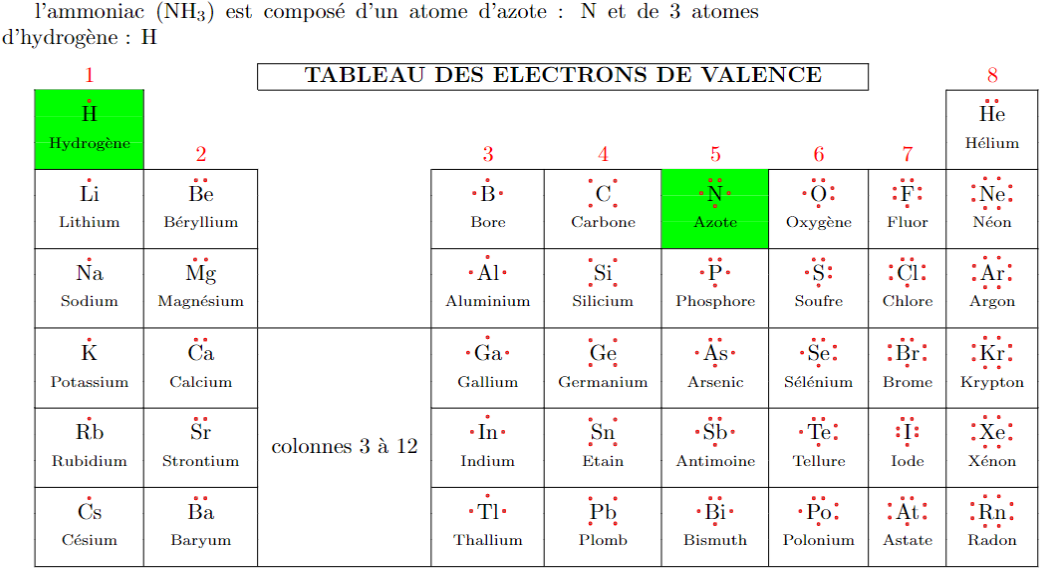 l'ammoniac (NH₃) est composé d'un atome d'azote : N et de 3 atomes
d'hydrogène : H
1 TABLEAU DES ELECTRONS DE VALENCE 8
H He
Hydrogène Hélium
2 3 4 5 6 7
Li Be B C N O F Ne
Lithium Béryllium Bore Carbone Azote Oxygène Fluor Néon
Na Mg Al Si P S Cl Ar
Sodium Magnésium Aluminium Silicium Phosphore Soufre Chlore Argon
K Ca Ga Ge As Se Br Kr
Potassium Calcium Gallium Germanium Arsenic Sélénium Brome Krypton
Rb Sr In Sn Sb Te I Xe
colonnes 3 à 12
Rubidium Strontium Indium Etain Antimoine Tellure Iode Xénon
Cs Ba Tl Pb Bi Po At Rn
Césium Baryum Thallium Plomb Bismuth Polonium Astate Radon